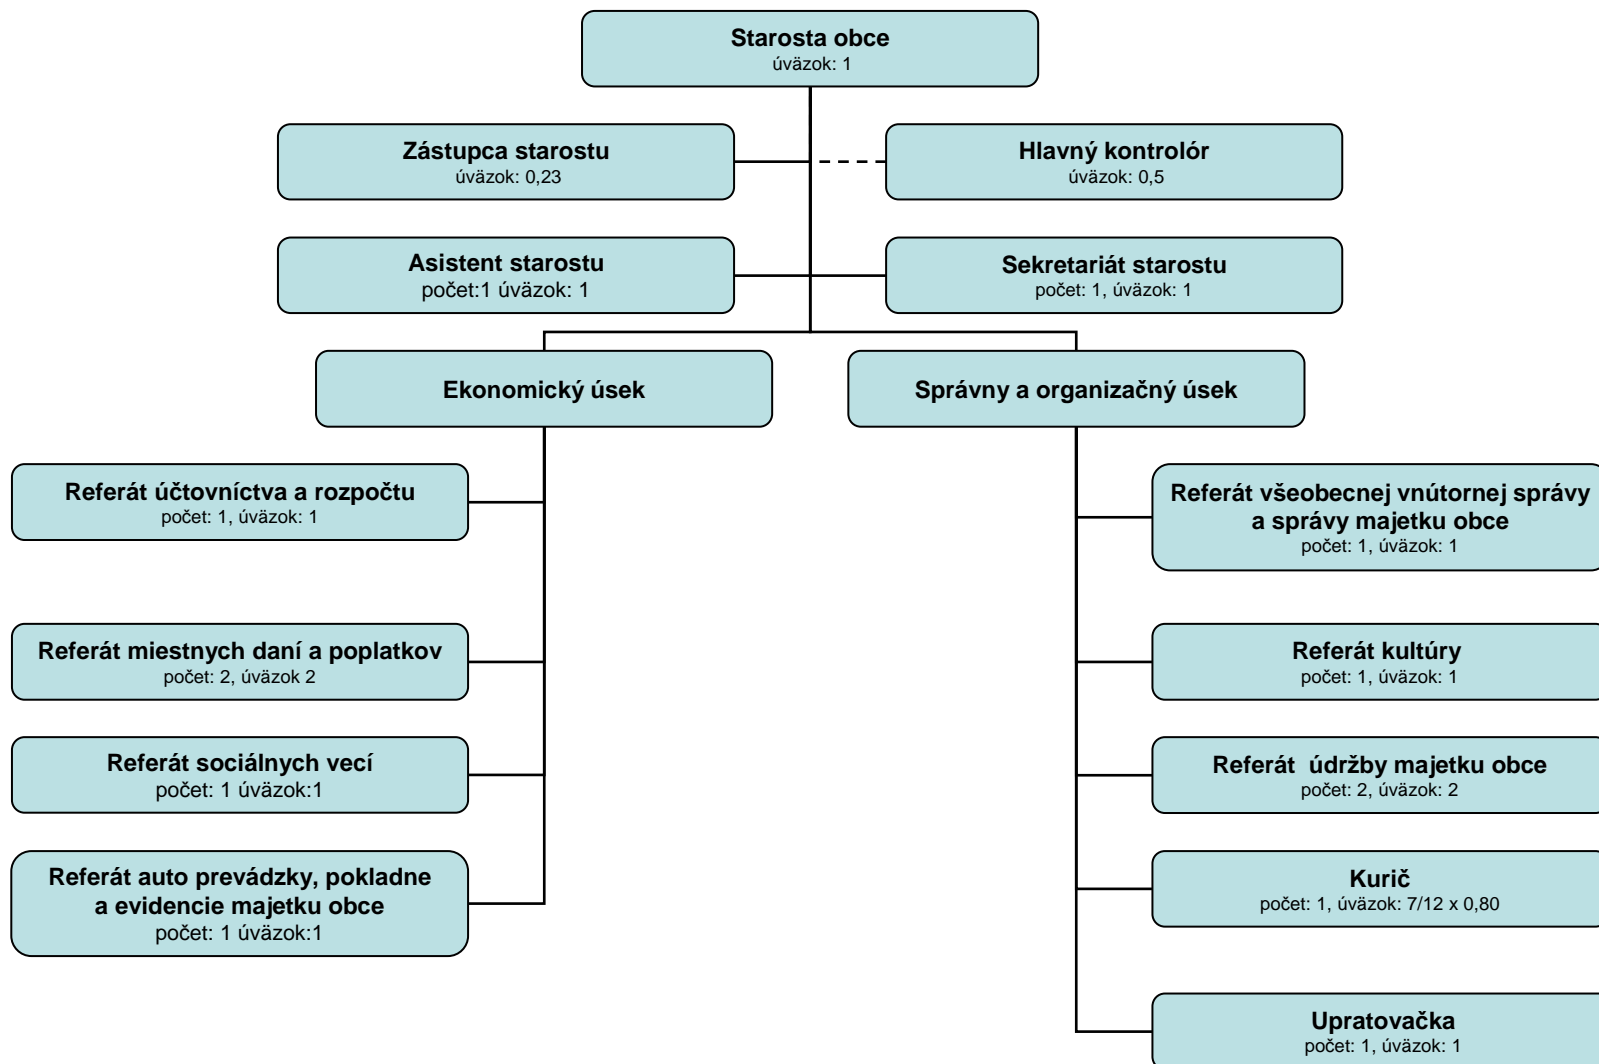 Starosta obce
úväzok: 1
Zástupca starostu
úväzok: 0,23
Hlavný kontrolór
úväzok: 0,5
Asistent starostu
počet:1 úväzok: 1
Sekretariát starostu
počet: 1, úväzok: 1
Ekonomický úsek
Správny a organizačný úsek
Referát účtovníctva a rozpočtu
počet: 1, úväzok: 1
Referát všeobecnej vnútornej správy
a správy majetku obce
počet: 1, úväzok: 1
Referát miestnych daní a poplatkov
počet: 2, úväzok 2
Referát kultúry
počet: 1, úväzok: 1
Referát sociálnych vecí
počet: 1 úväzok:1
Referát  údržby majetku obce
počet: 2, úväzok: 2
Referát auto prevádzky, pokladne
a evidencie majetku obce
počet: 1 úväzok:1
Kurič
počet: 1, úväzok: 7/12 x 0,80
Upratovačka
počet: 1, úväzok: 1